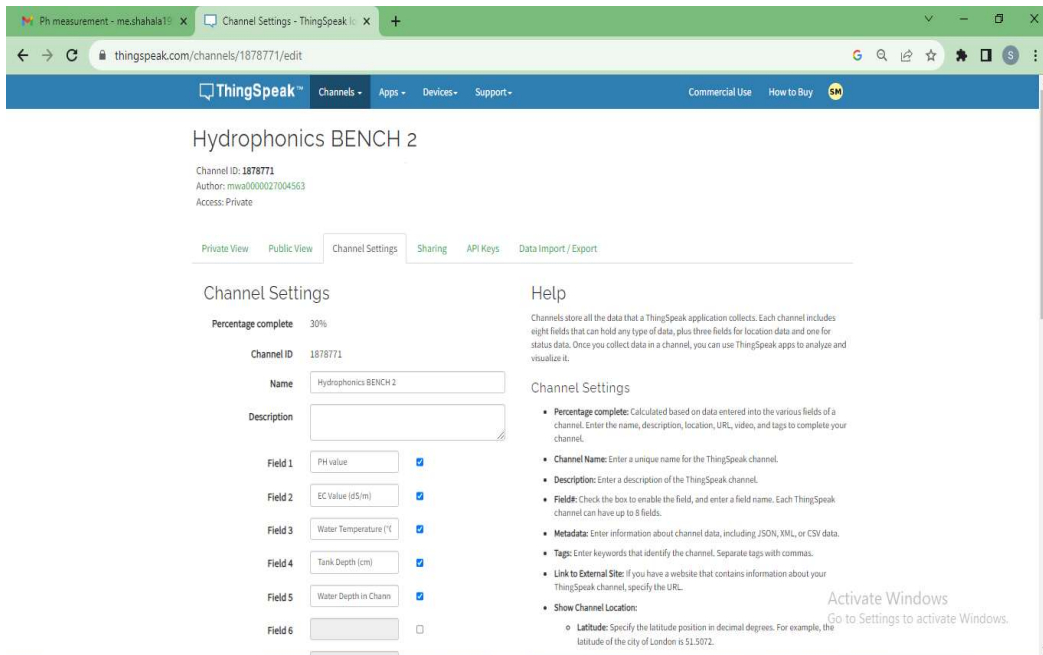 Ph measurement - me.shahala19
Channel Settings - ThingSpeak Io
thingspeak.com/channels/1878771/edit
S
ThingSpeak™
Channels
Apps
Devices
Support
Commercial Use
How to Buy
SM
Hydrophonics BENCH 2
Channel ID: 1878771
Author: mwa0000027004563
Access: Private
Private View
Public View
Channel Settings
Sharing
API Keys
Data Import / Export
Channel Settings
Percentage complete 30%
Channel ID 1878771
Name Hydrophonics BENCH 2
Description
Field 1 PH value
Field 2 EC Value (dS/m)
Field 3 Water Temperature (°C
Field 4 Tank Depth (cm)
Field 5 Water Depth in Chann
Field 6
Help
Channels store all the data that a ThingSpeak application collects. Each channel includes
eight fields that can hold any type of data, plus three fields for location data and one for
status data. Once you collect data in a channel, you can use ThingSpeak apps to analyze and
visualize it.
Channel Settings
• Percentage complete: Calculated based on data entered into the various fields of a
channel. Enter the name, description, location, URL, video, and tags to complete your
channel.
• Channel Name: Enter a unique name for the ThingSpeak channel.
• Description: Enter a description of the ThingSpeak channel.
• Field#: Check the box to enable the field, and enter a field name. Each ThingSpeak
channel can have up to 8 fields.
• Metadata: Enter information about channel data, including JSON, XML, or CSV data.
• Tags: Enter keywords that identify the channel. Separate tags with commas.
• Link to External Site: If you have a website that contains information about your
ThingSpeak channel, specify the URL.
• Show Channel Location:
Latitude: Specify the latitude position in decimal degrees. For example, the
latitude of the city of London is 51.5072.
Activate Windows
Go to Settings to activate Windows.